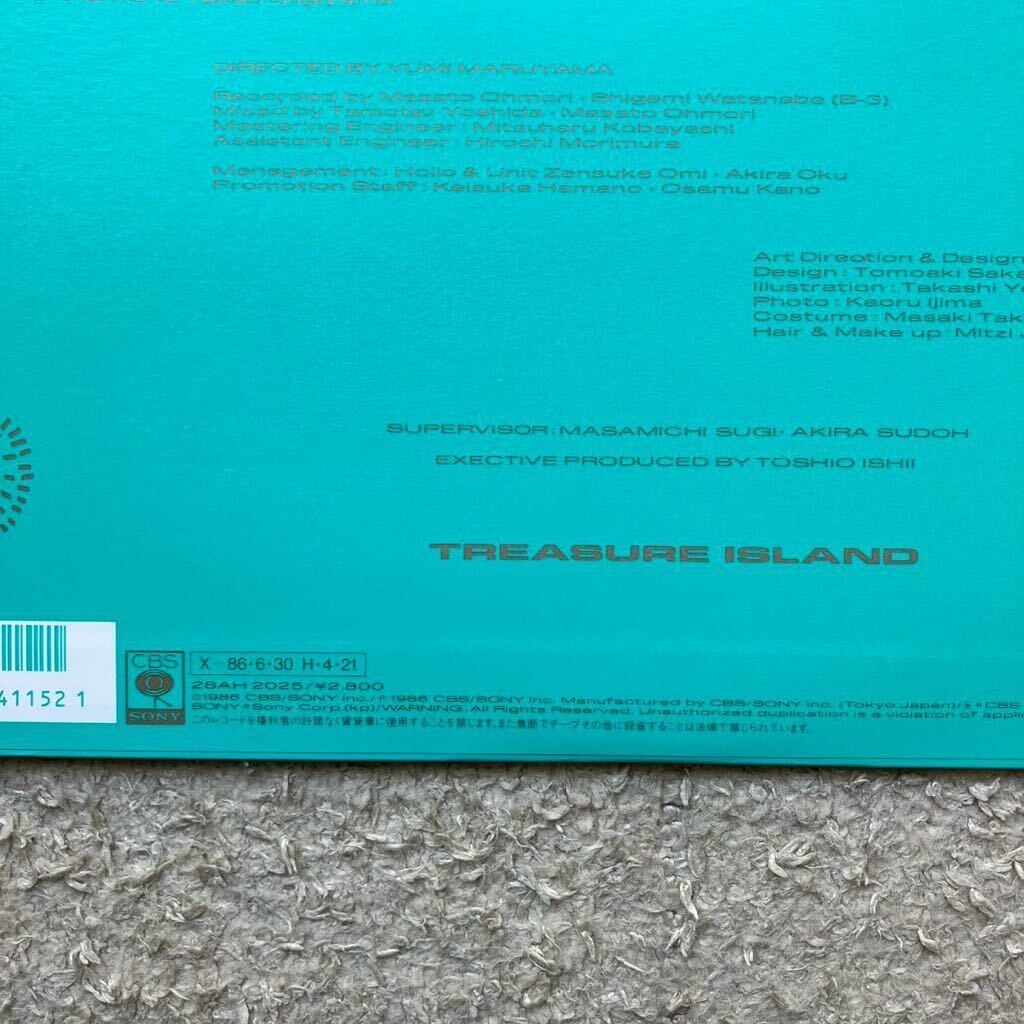 DIRECTED BY YUMI MARUYAMA
Recorded by Masato Ohmori・Shigemi Watanabe (B-3)
Mixed by Tamotsu Yoshida・Masato Ohmori
Mastering Engineer : Mitsuharu Kobayashi
Assistant Engineer : Hiroshi Morimura
Management : Hollo & Unit Zensuke Omi・Akira Oku
Promotion Staff : Keisuke Hamano・Osamu Kano
Art Direction & Design
Design : Tomoaki Saka
Illustration : Takashi Ye
Photo : Kaoru Ijima
Costume : Masaki Tak
Hair & Make up : Mitzi J
SUPERVISOR : MASAMICHI SUGI・AKIRA SUDOH
EXECTIVE PRODUCED BY TOSHIO ISHII
TREASURE ISLAND
41152 1
CBS
SONY
X－86・6・30 H・4・21
28AH 2025/¥2,800
©1986 CBS/SONY Inc./℗1986 CBS/SONY Inc. Manufactured by CBS/SONY Inc. (Tokyo Japan)/ CBS
SONY®Sony Corp.(kp)/WARNING. All Rights Reserved. Unauthorized duplication is a violation of applic
このレコードを権利者の許諾なく賃貸業に使用することを禁じます。また無断でテープその他に録音することは法律で禁じられています。